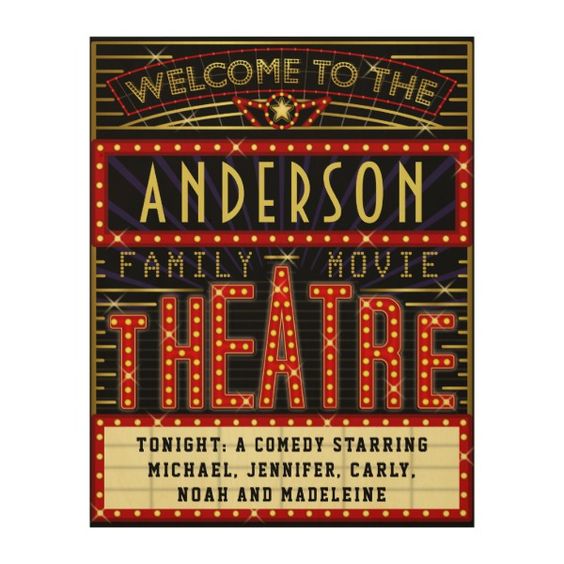 WELCOME TO THE
ANDERSON
FAMILY MOVIE
THEATRE
TONIGHT: A COMEDY STARRING
MICHAEL, JENNIFER, CARLY,
NOAH AND MADELEINE